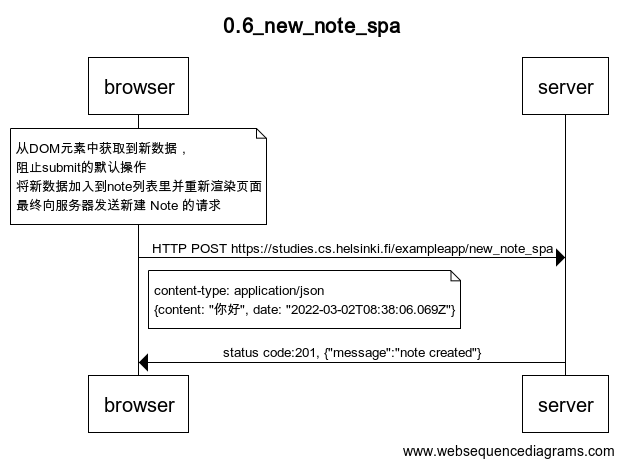 0.6_new_note_spa
browser
server
从DOM元素中获取到新数据，
阻止submit的默认操作
将新数据加入到note列表里并重新渲染页面
最终向服务器发送新建 Note 的请求
HTTP POST https://studies.cs.helsinki.fi/exampleapp/new_note_spa
content-type: application/json
{content: "你好", date: "2022-03-02T08:38:06.069Z"}
status code:201, {"message":"note created"}
browser
server
www.websequencediagrams.com